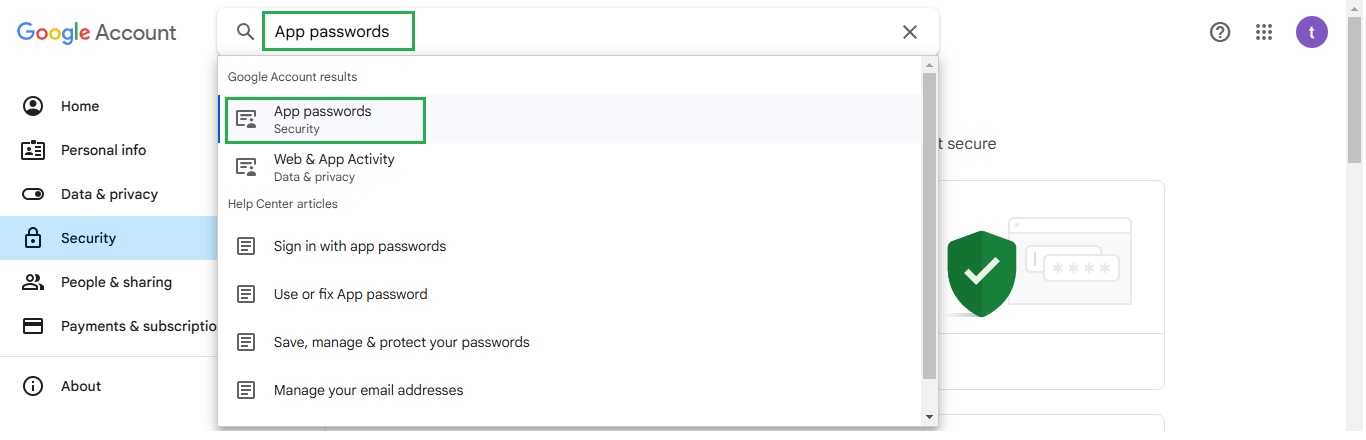 Google Account
App passwords
t
Google Account results
Home
App passwords
Security
Personal info
t secure
Web & App Activity
Data & privacy
Data & privacy
Help Center articles
Security
Sign in with app passwords
People & sharing
Use or fix App password
Payments & subscriptio
Save, manage & protect your passwords
About
Manage your email addresses